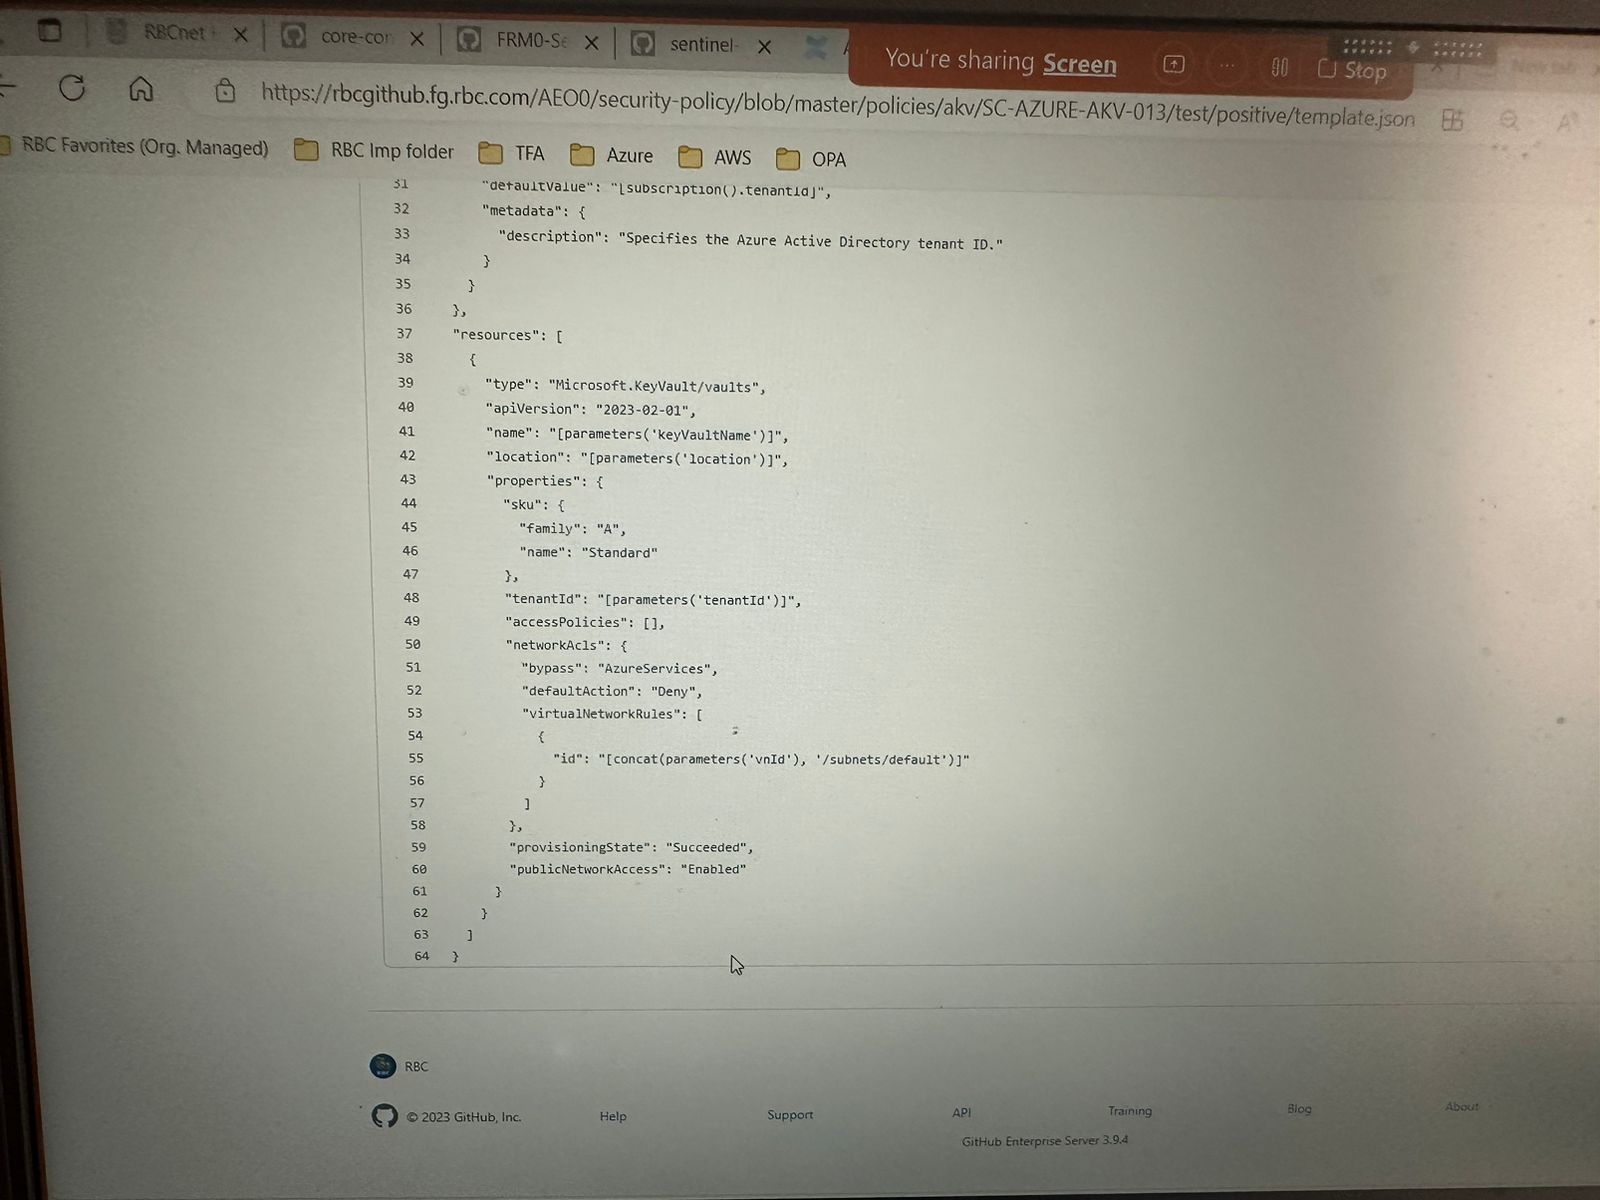 RBCnet
core-cor
FRM0-Se
sentinel-
You're sharing Screen
Stop
https://rbcgithub.fg.rbc.com/AEO0/security-policy/blob/master/policies/akv/SC-AZURE-AKV-013/test/positive/template.json
RBC Favorites (Org. Managed)
RBC Imp folder
TFA
Azure
AWS
OPA
31 "defaultValue": "[subscription().tenantId]",
32 "metadata": {
33 "description": "Specifies the Azure Active Directory tenant ID."
34 }
35 }
36 },
37 "resources": [
38 {
39 "type": "Microsoft.KeyVault/vaults",
40 "apiVersion": "2023-02-01",
41 "name": "[parameters('keyVaultName')]",
42 "location": "[parameters('location')]",
43 "properties": {
44 "sku": {
45 "family": "A",
46 "name": "Standard"
47 },
48 "tenantId": "[parameters('tenantId')]",
49 "accessPolicies": [],
50 "networkAcls": {
51 "bypass": "AzureServices",
52 "defaultAction": "Deny",
53 "virtualNetworkRules": [
54 {
55 "id": "[concat(parameters('vnId'), '/subnets/default')]"
56 }
57 ]
58 },
59 "provisioningState": "Succeeded",
60 "publicNetworkAccess": "Enabled"
61 }
62 }
63 ]
64 }
RBC
© 2023 GitHub, Inc.
Help
Support
API
Training
Blog
About
GitHub Enterprise Server 3.9.4